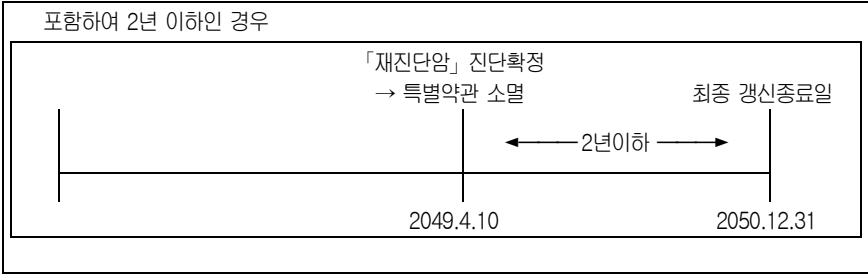 포함하여 2년 이하인 경우
「재진단암」 진단확정
→ 특별약관 소멸
최종 갱신종료일
2년이하
2049.4.10
2050.12.31